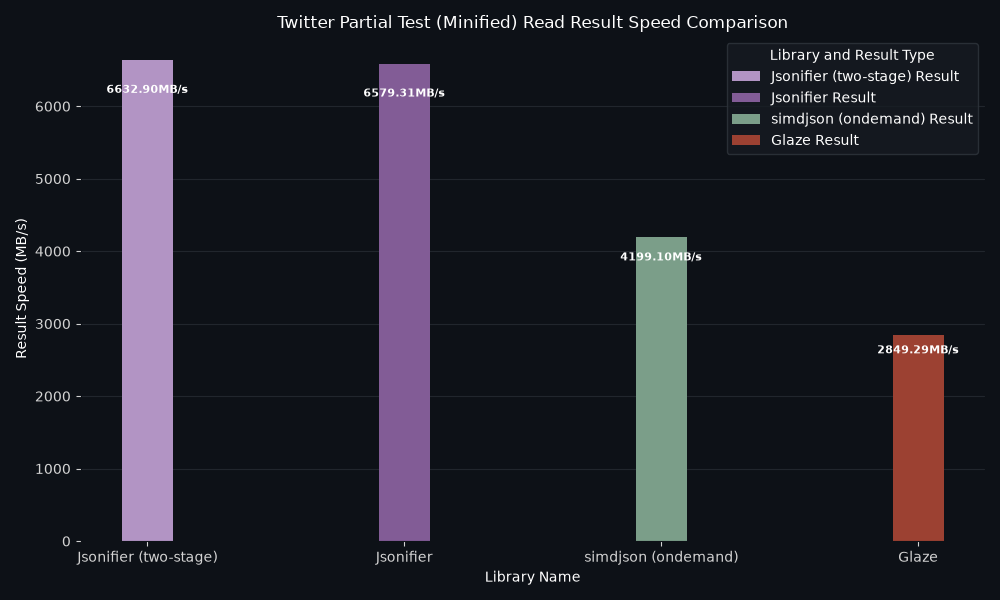 Twitter Partial Test (Minified) Read Result Speed Comparison
Library and Result Type
Jsonifier (two-stage) Result
Jsonifier Result
simdjson (ondemand) Result
Glaze Result
6632.90MB/s
6579.31MB/s
4199.10MB/s
2849.29MB/s
Result Speed (MB/s)
6000
5000
4000
3000
2000
1000
0
Jsonifier (two-stage)
Jsonifier
simdjson (ondemand)
Glaze
Library Name